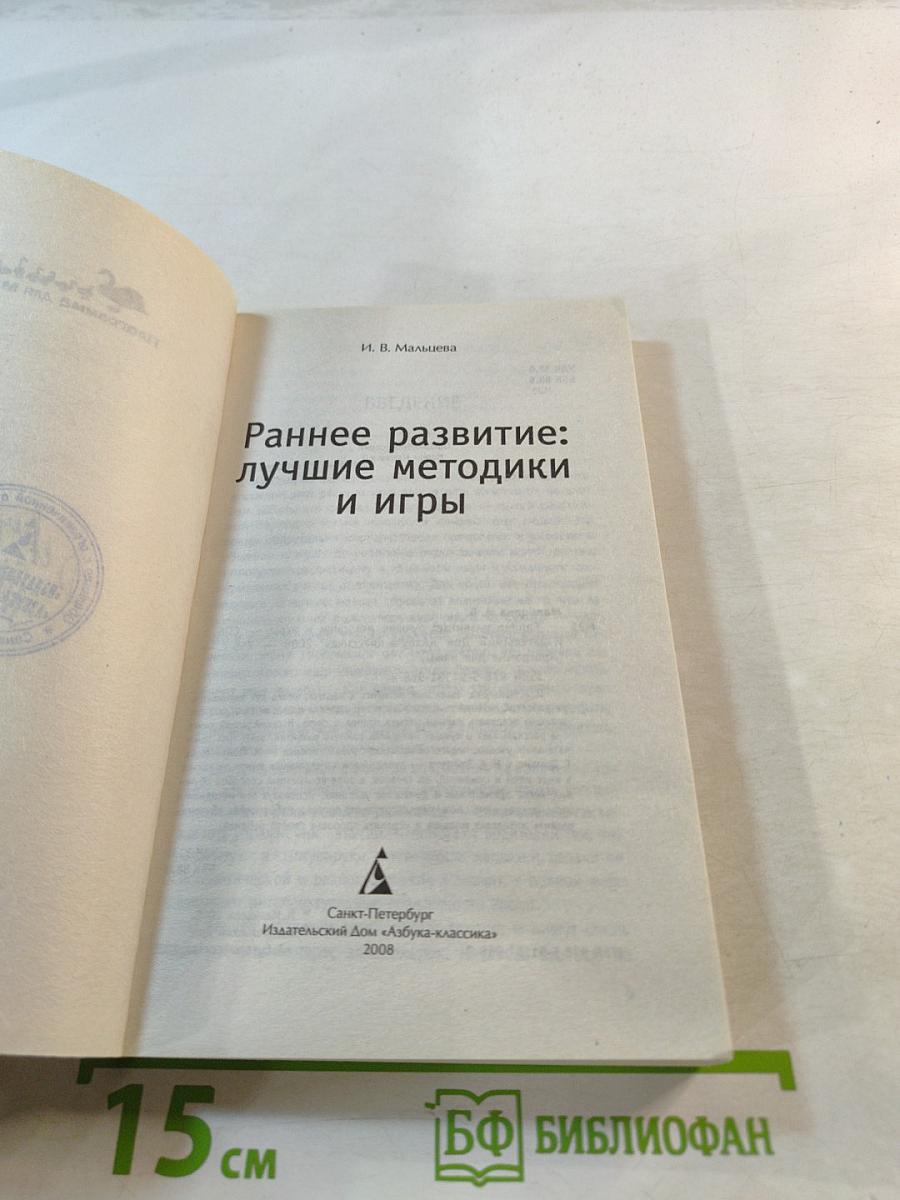 И. В. Мальцева
Раннее развитие:
лучшие методики
и игры
Санкт-Петербург
Издательский Дом «Азбука-классика»
2008
15 см
БФ БИБЛИОФАН